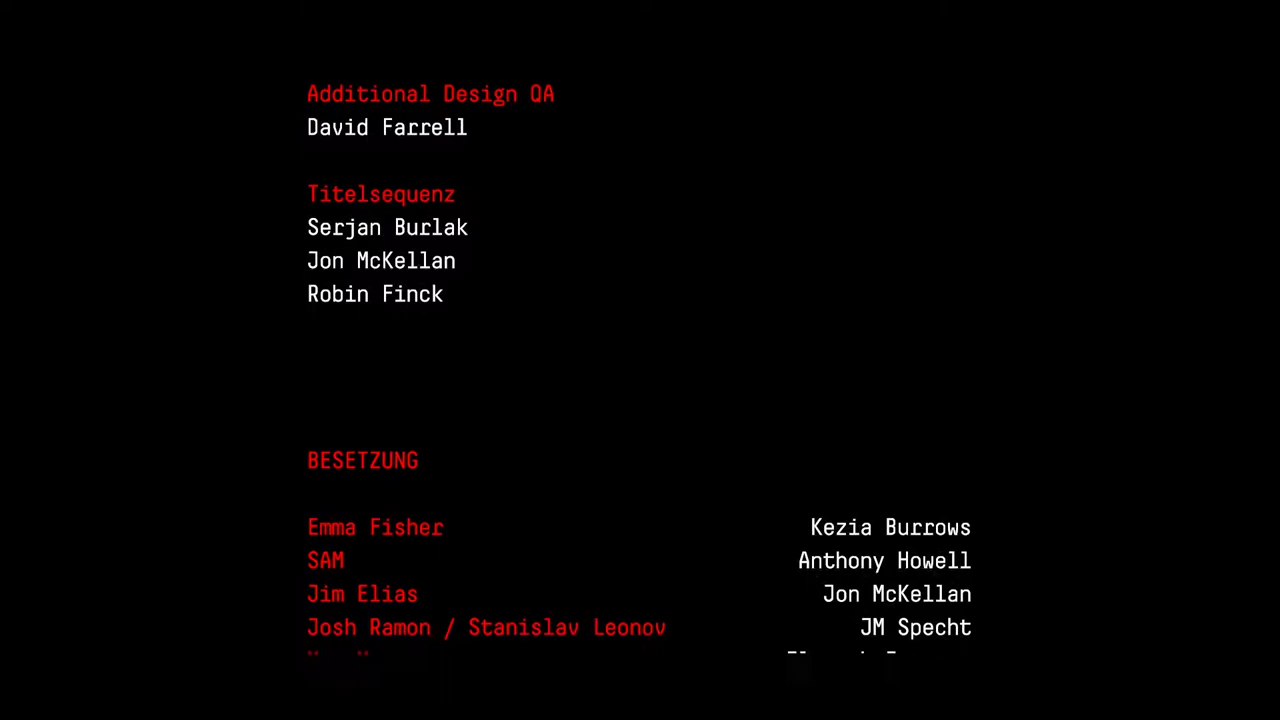 Additional Design QA
David Farrell
Titelsequenz
Serjan Burlak
Jon McKellan
Robin Finck
BESETZUNG
Emma Fisher Kezia Burrows
SAM Anthony Howell
Jim Elias Jon McKellan
Josh Ramon / Stanislav Leonov JM Specht